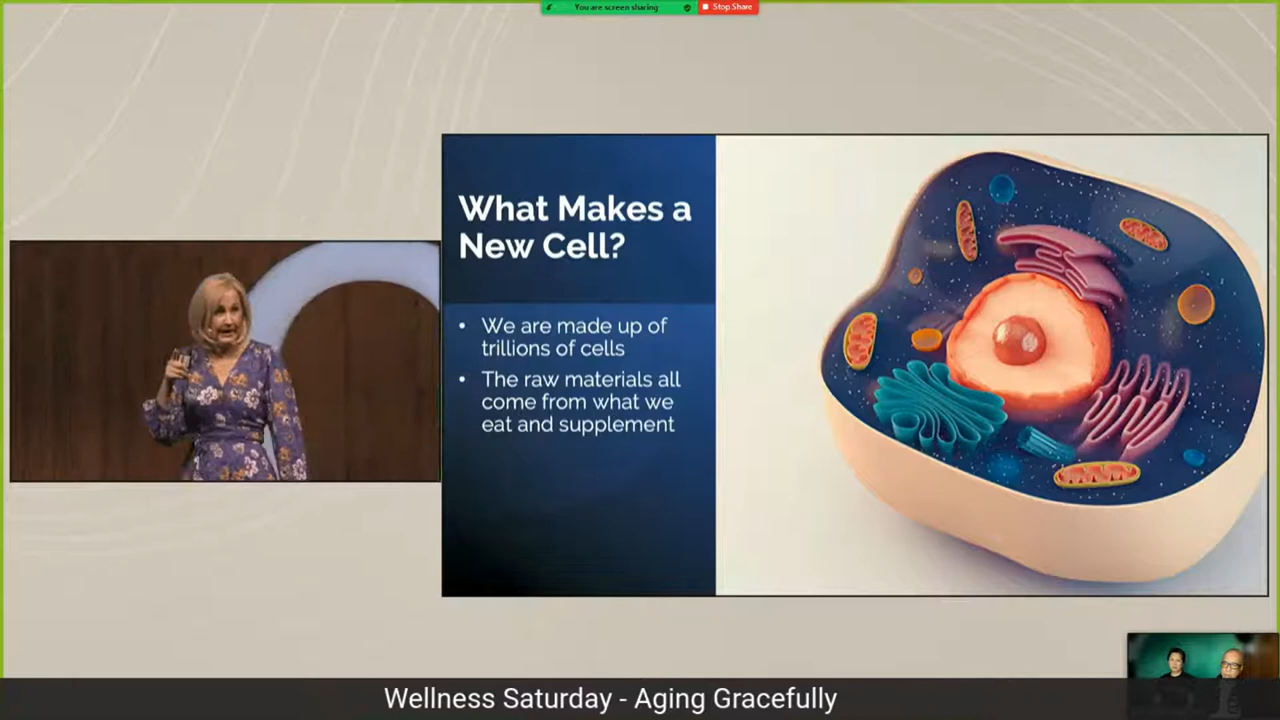 You are screen sharing
Stop Share
What Makes a
New Cell?
• We are made up of
trillions of cells
• The raw materials all
come from what we
eat and supplement
Wellness Saturday - Aging Gracefully